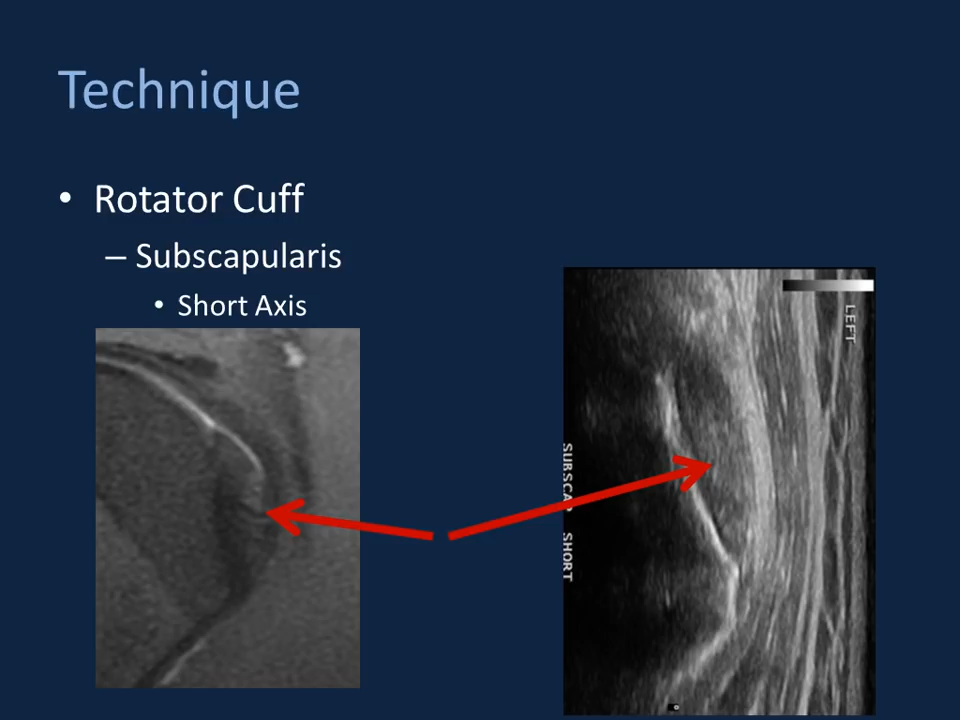 Technique
• Rotator Cuff
– Subscapularis
• Short Axis
LEFT
SUBSCAP SHORT